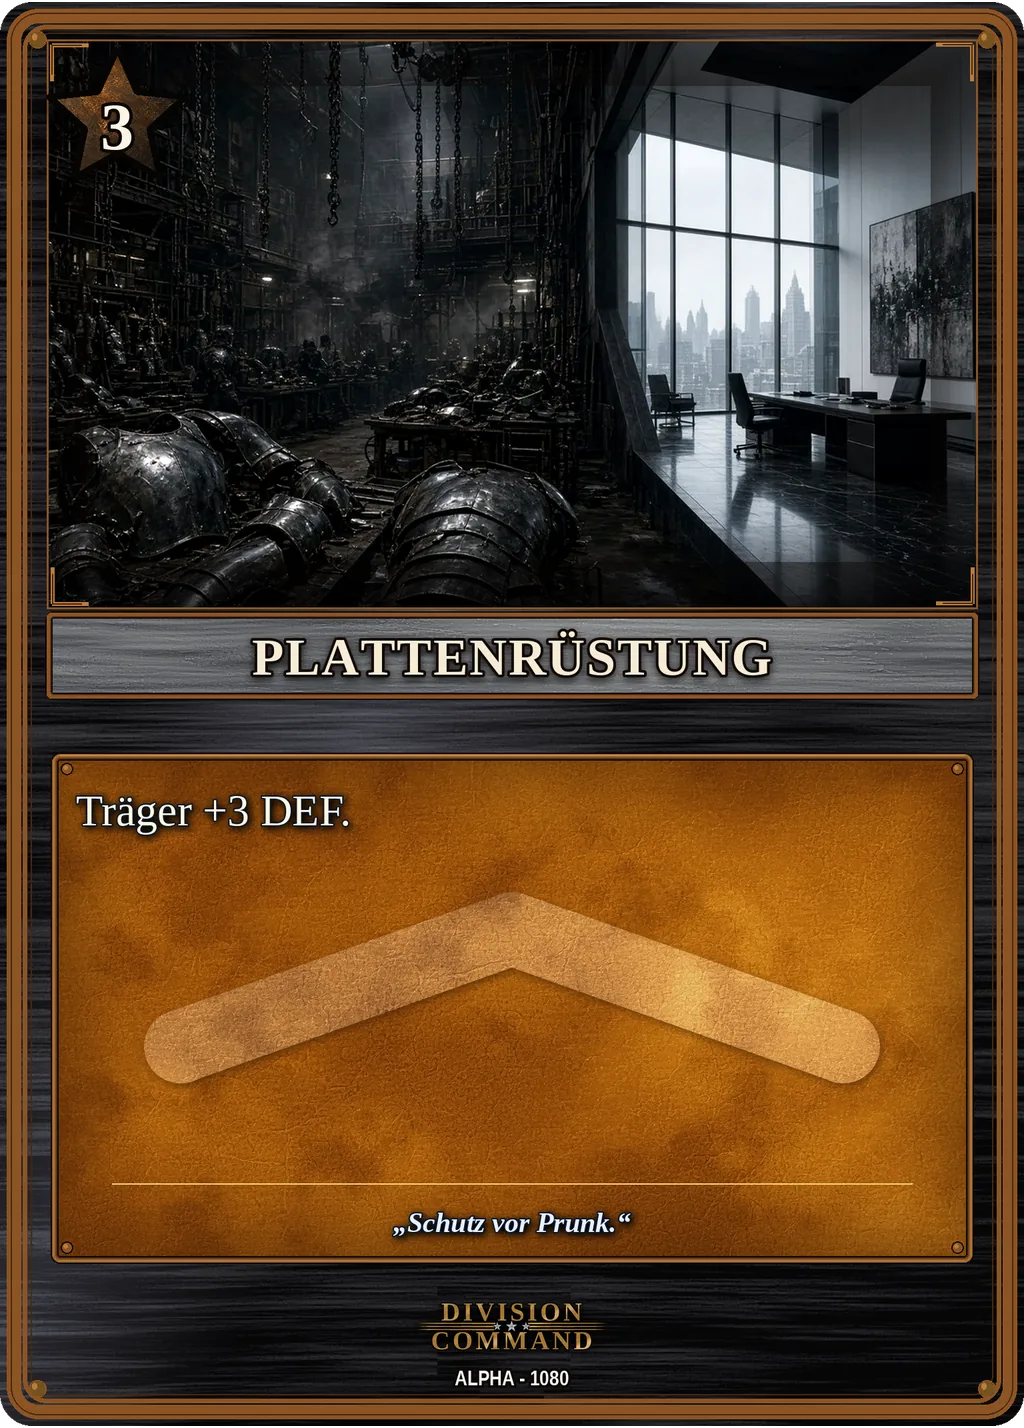 3
PLATTENRÜSTUNG
Träger +3 DEF.
„Schutz vor Prunk.“
DIVISION
COMMAND
ALPHA - 1080